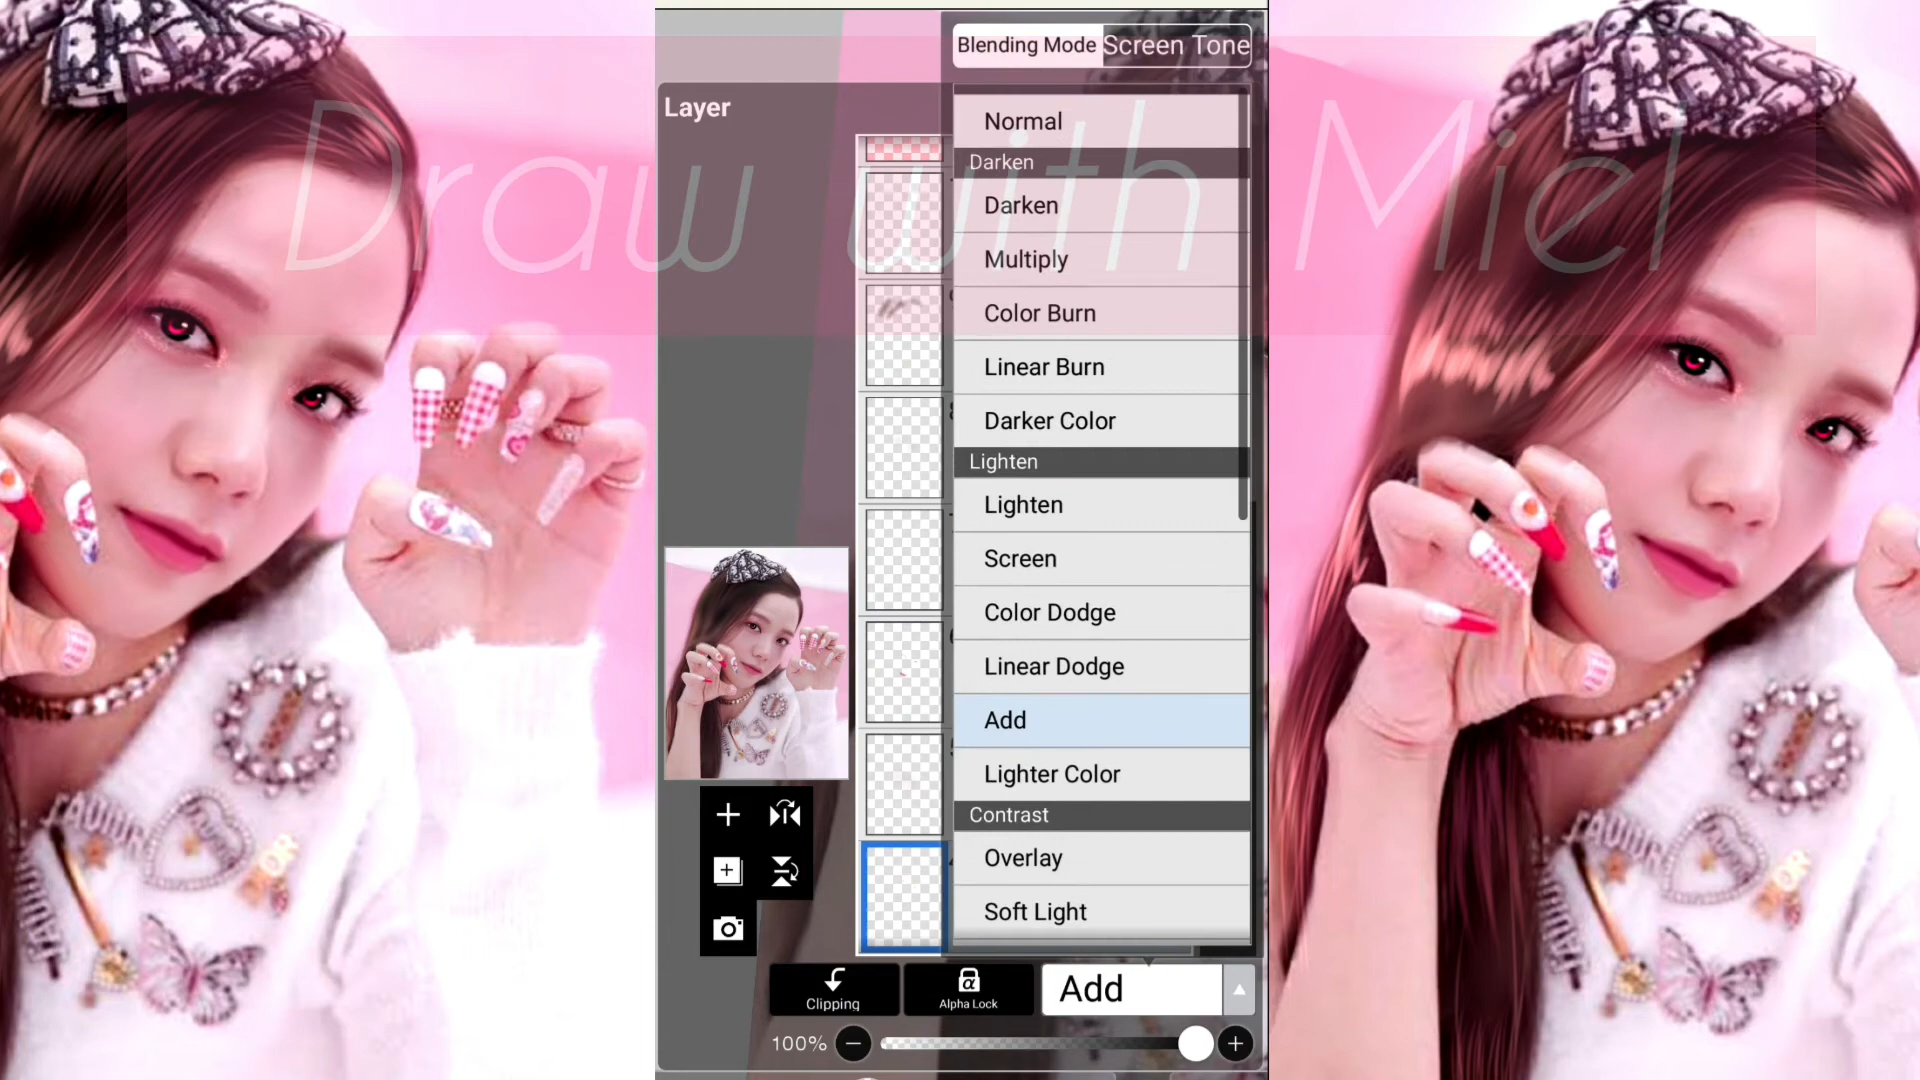 Draw with Miel
Blending Mode
Screen Tone
Layer
Normal
Darken
Darken
Multiply
Color Burn
Linear Burn
Darker Color
Lighten
Lighten
Screen
Color Dodge
Linear Dodge
Add
Lighter Color
Contrast
Overlay
Soft Light
Clipping
Alpha Lock
Add
100%